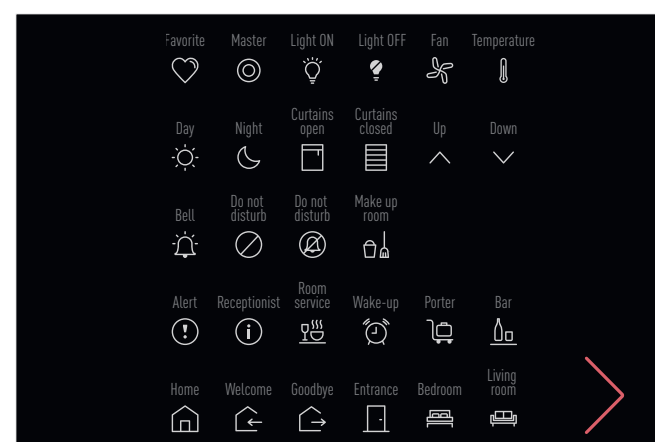 Favorite Master Light ON Light OFF Fan Temperature
Day Night Curtains open Curtains closed Up Down
Bell Do not disturb Do not disturb Make up room
Alert Receptionist Room service Wake-up Porter Bar
Home Welcome Goodbye Entrance Bedroom Living room